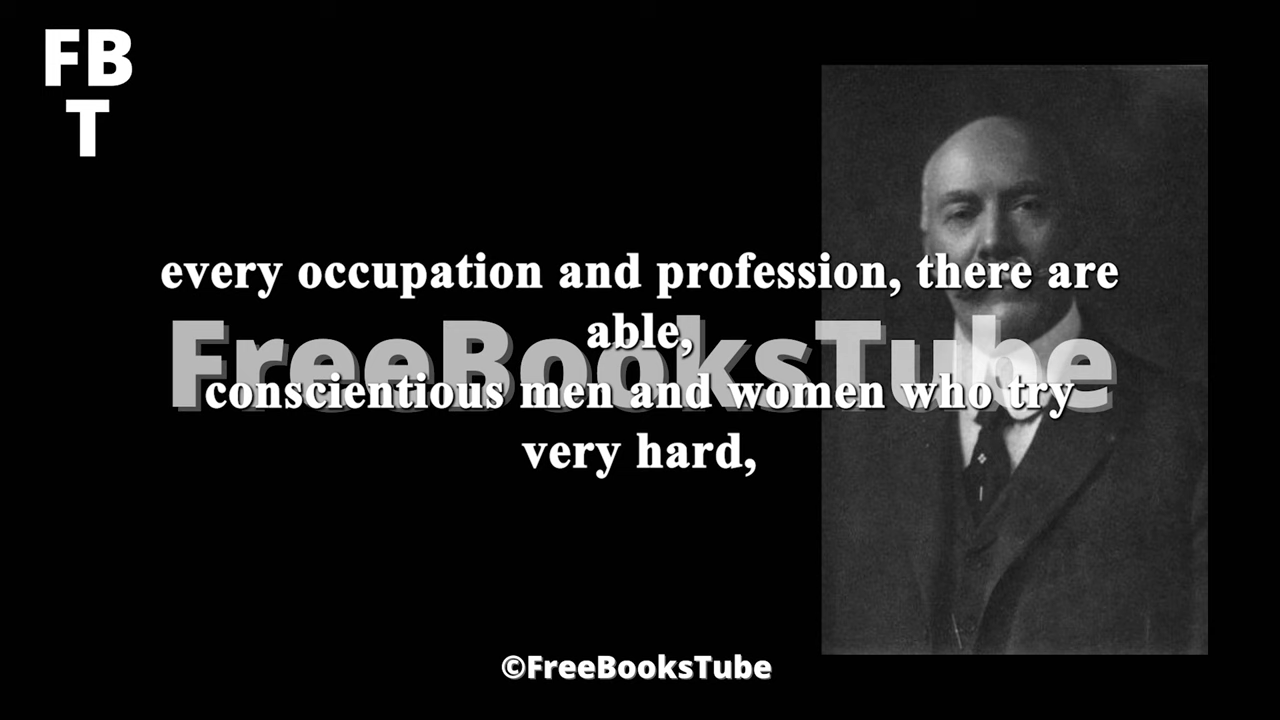 FB
T
every occupation and profession, there are
able,
FreeBooksTube
conscientious men and women who try
very hard,
©FreeBooksTube